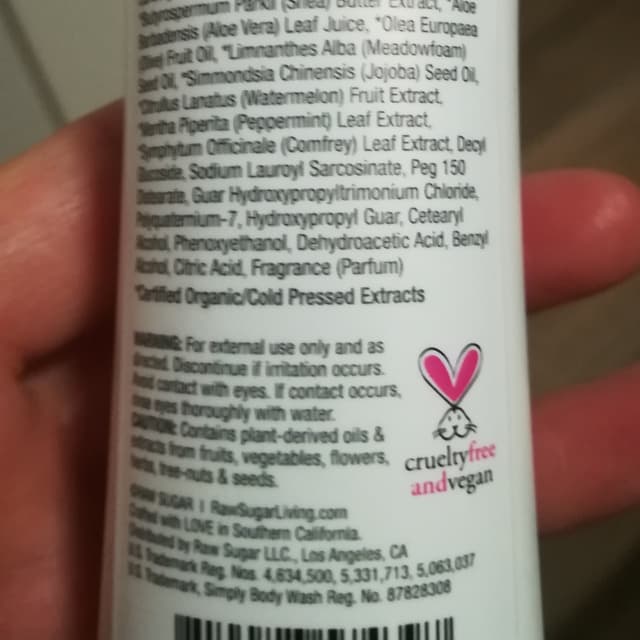 Parkii (Shea) Butter Extract, *Aloe
(Aloe Vera) Leaf Juice, *Olea Europaea
Fruit Oil, *Limnanthes Alba (Meadowfoam)
Seed Oil, *Simmondsia Chinensis (Jojoba) Seed Oil,
*Citrullus Lanatus (Watermelon) Fruit Extract,
*Mentha Piperita (Peppermint) Leaf Extract,
*Symphytum Officinale (Comfrey) Leaf Extract, Decyl
Glucoside, Sodium Lauroyl Sarcosinate, Peg 150
Distearate, Guar Hydroxypropyltrimonium Chloride,
Polyquaternium-7, Hydroxypropyl Guar, Cetearyl
Alcohol, Phenoxyethanol, Dehydroacetic Acid, Benzyl
Alcohol, Citric Acid, Fragrance (Parfum)
*Certified Organic/Cold Pressed Extracts
WARNING: For external use only and as
directed. Discontinue if irritation occurs.
Avoid contact with eyes. If contact occurs,
eyes thoroughly with water.
CAUTION: Contains plant-derived oils &
extracts from fruits, vegetables, flowers,
tree-nuts & seeds.
crueltyfree
andvegan
©RAW SUGAR | RawSugarLiving.com
Crafted with LOVE in Southern California.
Distributed by Raw Sugar LLC., Los Angeles, CA
U.S. Trademark Reg. Nos. 4,634,500, 5,331,713, 5,063,037
U.S. Trademark, Simply Body Wash Reg. No. 87828308